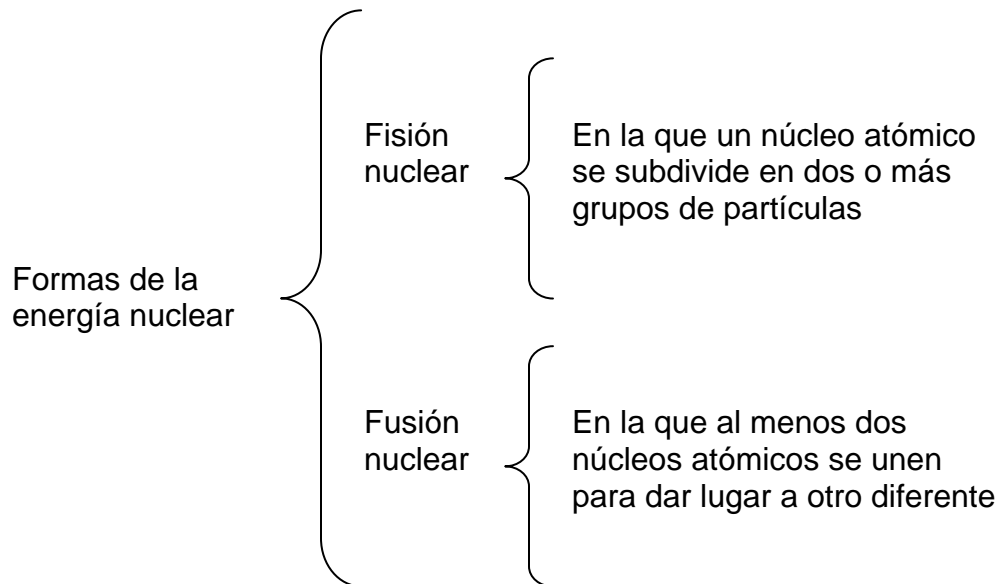 Formas de la
energía nuclear
Fisión
nuclear
En la que un núcleo atómico
se subdivide en dos o más
grupos de partículas
Fusión
nuclear
En la que al menos dos
núcleos atómicos se unen
para dar lugar a otro diferente